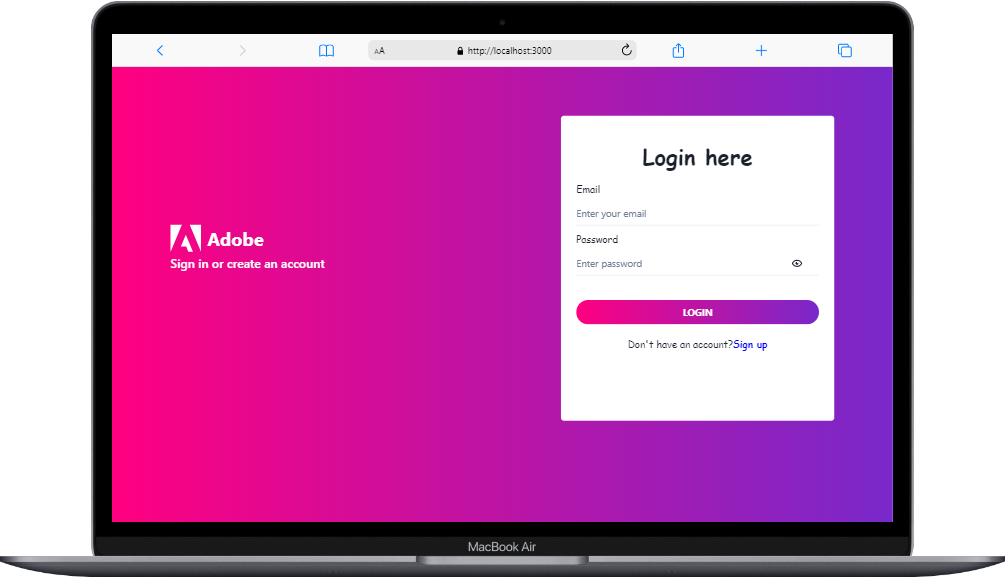 AA http://localhost:3000
Adobe
Sign in or create an account
Login here
Email
Enter your email
Password
Enter password
LOGIN
Don't have an account?Sign up
MacBook Air